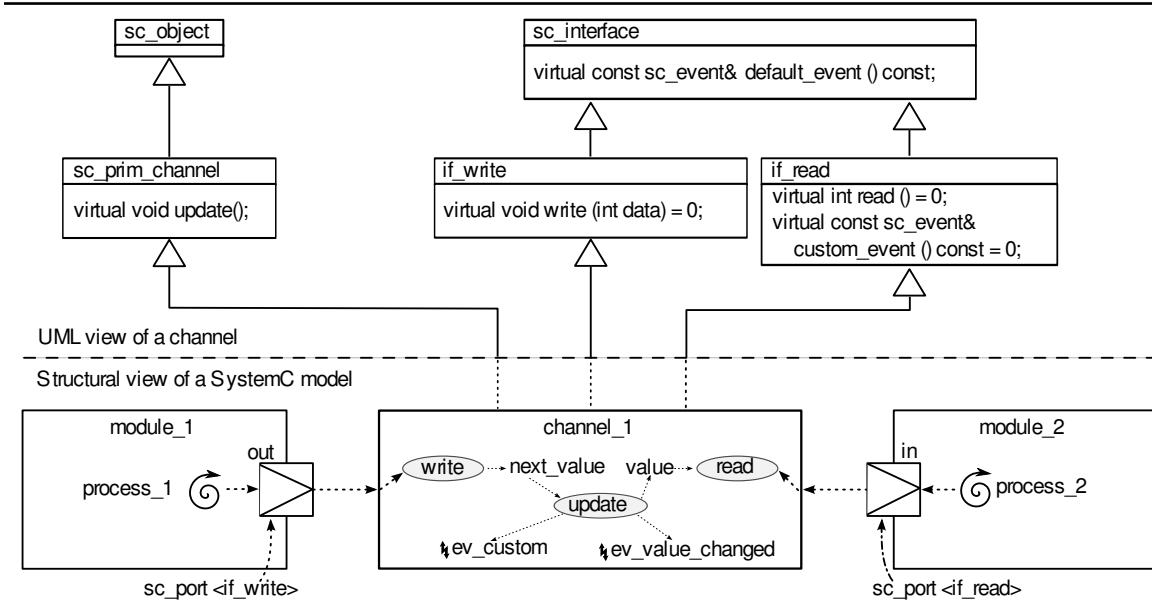 sc_object
sc_interface
virtual const sc_event& default_event () const;
sc_prim_channel
virtual void update();
if_write
virtual void write (int data) = 0;
if_read
virtual int read () = 0;
virtual const sc_event&
custom_event () const = 0;
UML view of a channel
Structural view of a SystemC model
module_1
out
process_1
sc_port <if_write>
channel_1
write
next_value
value
read
update
ev_custom
ev_value_changed
module_2
in
process_2
sc_port <if_read>